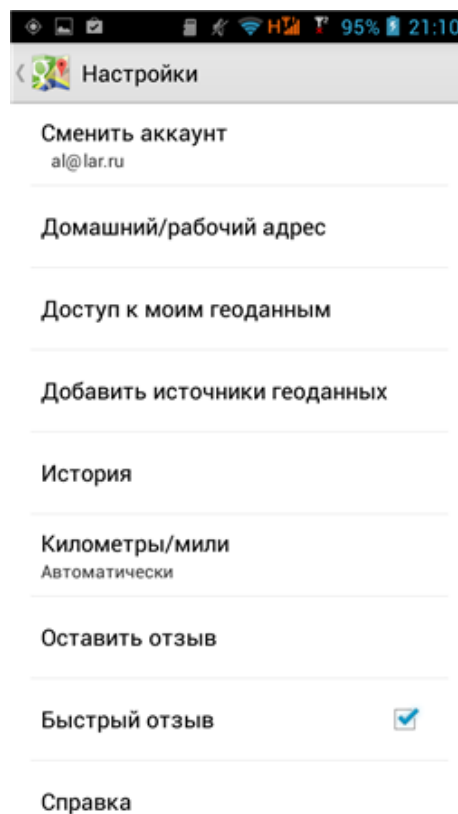 H 95% 21:10
Настройки
Сменить аккаунт
al@lar.ru
Домашний/рабочий адрес
Доступ к моим геоданным
Добавить источники геоданных
История
Километры/мили
Автоматически
Оставить отзыв
Быстрый отзыв
Справка